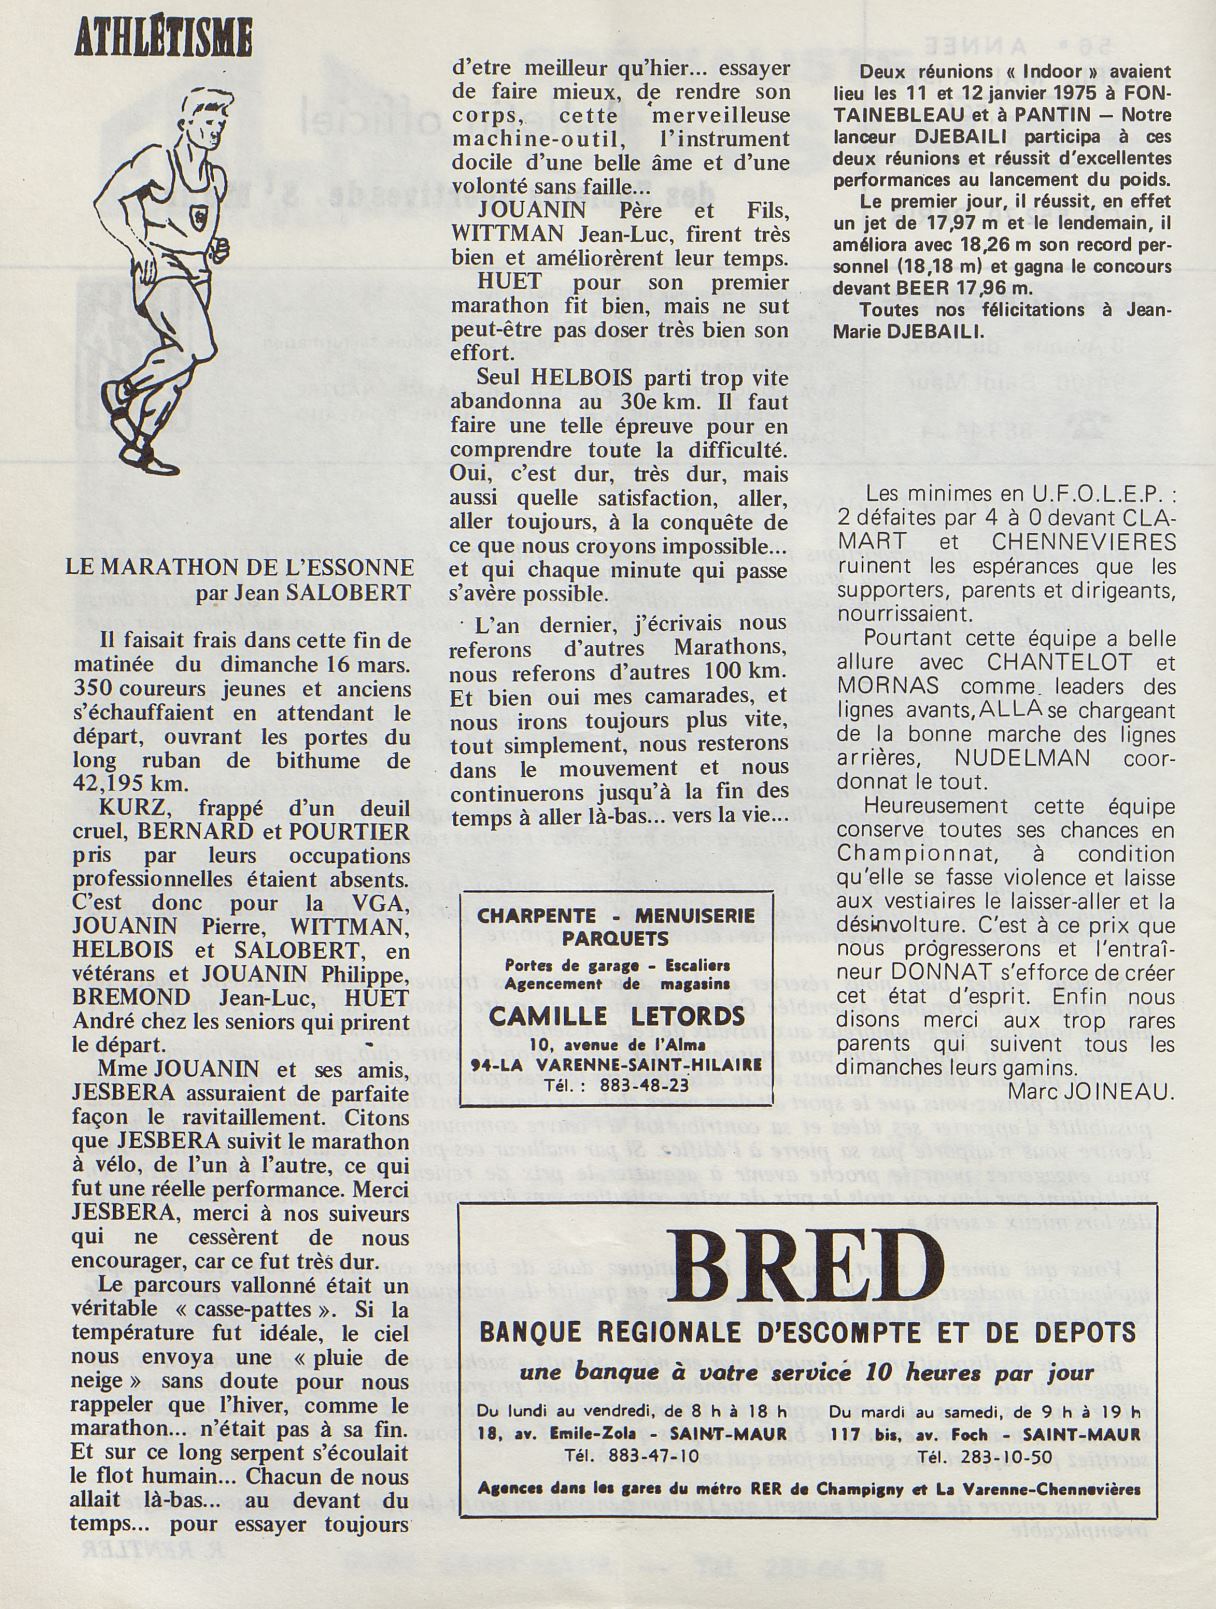 ATHLÉTISME
LE MARATHON DE L'ESSONNE
par Jean SALOBERT
Il faisait frais dans cette fin de
matinée du dimanche 16 mars.
350 coureurs jeunes et anciens
s'échauffaient en attendant le
départ, ouvrant les portes du
long ruban de bithume de
42,195 km.
KURZ, frappé d'un deuil
cruel, BERNARD et POURTIER
pris par leurs occupations
professionnelles étaient absents.
C'est donc pour la VGA,
JOUANIN Pierre, WITTMAN,
HELBOIS et SALOBERT, en
vétérans et JOUANIN Philippe,
BREMOND Jean-Luc, HUET
André chez les seniors qui prirent
le départ.
Mme JOUANIN et ses amis,
JESBERA assuraient de parfaite
façon le ravitaillement. Citons
que JESBERA suivit le marathon
à vélo, de l'un à l'autre, ce qui
fut une réelle performance. Merci
JESBERA, merci à nos suiveurs
qui ne cessèrent de nous
encourager, car ce fut très dur.
Le parcours vallonné était un
véritable « casse-pattes ». Si la
température fut idéale, le ciel
nous envoya une « pluie de
neige » sans doute pour nous
rappeler que l'hiver, comme le
marathon... n'était pas à sa fin.
Et sur ce long serpent s'écoulait
le flot humain... Chacun de nous
allait là-bas... au devant du
temps... pour essayer toujours
d'etre meilleur qu'hier... essayer
de faire mieux, de rendre son
corps, cette merveilleuse
machine-outil, l'instrument
docile d'une belle âme et d'une
volonté sans faille...
JOUANIN Père et Fils,
WITTMAN Jean-Luc, firent très
bien et améliorèrent leur temps.
HUET pour son premier
marathon fit bien, mais ne sut
peut-être pas doser très bien son
effort.
Seul HELBOIS parti trop vite
abandonna au 30e km. Il faut
faire une telle épreuve pour en
comprendre toute la difficulté.
Oui, c'est dur, très dur, mais
aussi quelle satisfaction, aller,
aller toujours, à la conquête de
ce que nous croyons impossible...
et qui chaque minute qui passe
s'avère possible.
L'an dernier, j'écrivais nous
referons d'autres Marathons,
nous referons d'autres 100 km.
Et bien oui mes camarades, et
nous irons toujours plus vite,
tout simplement, nous resterons
dans le mouvement et nous
continuerons jusqu'à la fin des
temps à aller là-bas... vers la vie...
CHARPENTE - MENUISERIE
PARQUETS
Portes de garage - Escaliers
Agencement de magasins
CAMILLE LETORDS
10, avenue de l'Alma
94-LA VARENNE-SAINT-HILAIRE
Tél. : 883-48-23
Deux réunions « Indoor » avaient
lieu les 11 et 12 janvier 1975 à FON-
TAINEBLEAU et à PANTIN — Notre
lanceur DJEBAILI participa à ces
deux réunions et réussit d'excellentes
performances au lancement du poids.
Le premier jour, il réussit, en effet
un jet de 17,97 m et le lendemain, il
améliora avec 18,26 m son record per-
sonnel (18,18 m) et gagna le concours
devant BEER 17,96 m.
Toutes nos félicitations à Jean-
Marie DJEBAILI.
Les minimes en U.F.O.L.E.P. :
2 défaites par 4 à 0 devant CLA-
MART et CHENNEVIERES
ruinent les espérances que les
supporters, parents et dirigeants,
nourrissaient.
Pourtant cette équipe a belle
allure avec CHANTELOT et
MORNAS comme leaders des
lignes avants, ALLA se chargeant
de la bonne marche des lignes
arrières, NUDELMAN coor-
donnat le tout.
Heureusement cette équipe
conserve toutes ses chances en
Championnat, à condition
qu'elle se fasse violence et laisse
aux vestiaires le laisser-aller et la
désinvolture. C'est à ce prix que
nous prógresserons et l'entraî-
neur DONNAT s'efforce de créer
cet état d'esprit. Enfin nous
disons merci aux trop rares
parents qui suivent tous les
dimanches leurs gamins.
Marc JOINEAU.
BRED
BANQUE REGIONALE D'ESCOMPTE ET DE DEPOTS
une banque à votre service 10 heures par jour
Du lundi au vendredi, de 8 h à 18 h
18, av. Emile-Zola - SAINT-MAUR
Tél. 883-47-10
Du mardi au samedi, de 9 h à 19 h
117 bis, av. Foch - SAINT-MAUR
Tél. 283-10-50
Agences dans les gares du métro RER de Champigny et La Varenne-Chennevières